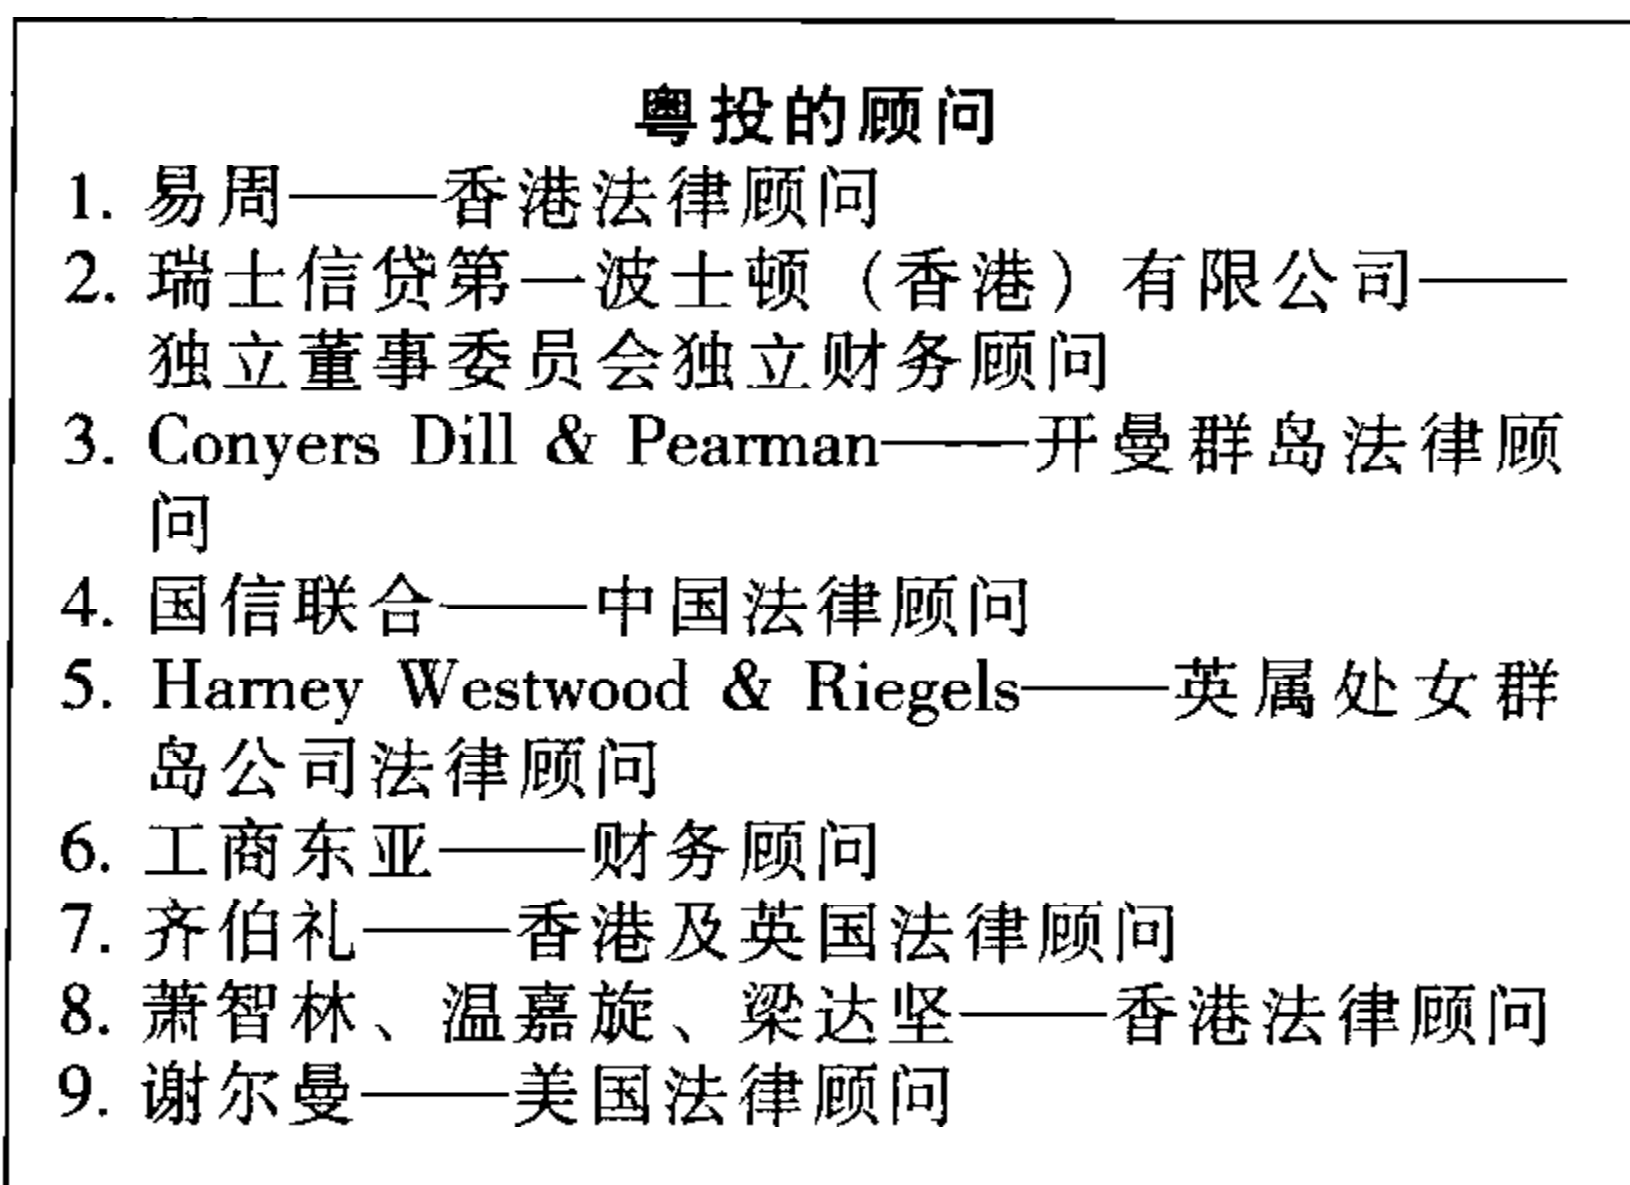 粤投的顾问
1. 易周——香港法律顾问
2. 瑞士信贷第一波士顿（香港）有限公司——
独立董事委员会独立财务顾问
3. Conyers Dill & Pearman——开曼群岛法律顾
问
4. 国信联合——中国法律顾问
5. Harney Westwood & Riegels——英属处女群
岛公司法律顾问
6. 工商东亚——财务顾问
7. 齐伯礼——香港及英国法律顾问
8. 萧智林、温嘉旋、梁达坚——香港法律顾问
9. 谢尔曼——美国法律顾问